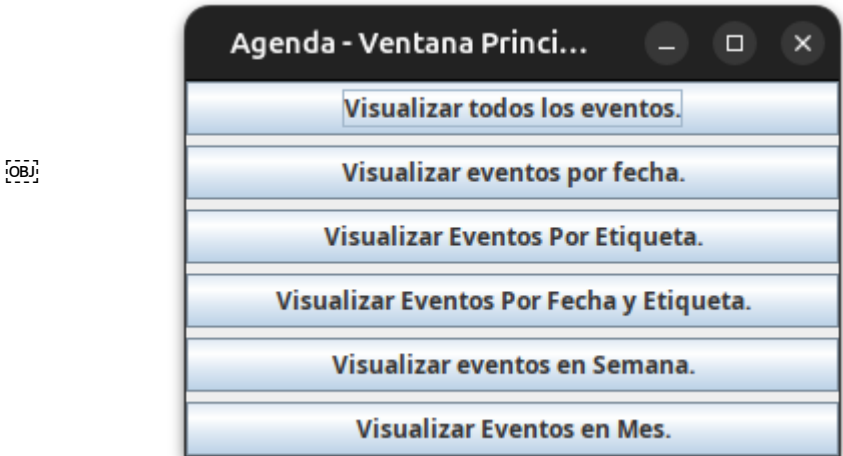 Agenda - Ventana Princi...
Visualizar todos los eventos.
OBJ
Visualizar eventos por fecha.
Visualizar Eventos Por Etiqueta.
Visualizar Eventos Por Fecha y Etiqueta.
Visualizar eventos en Semana.
Visualizar Eventos en Mes.